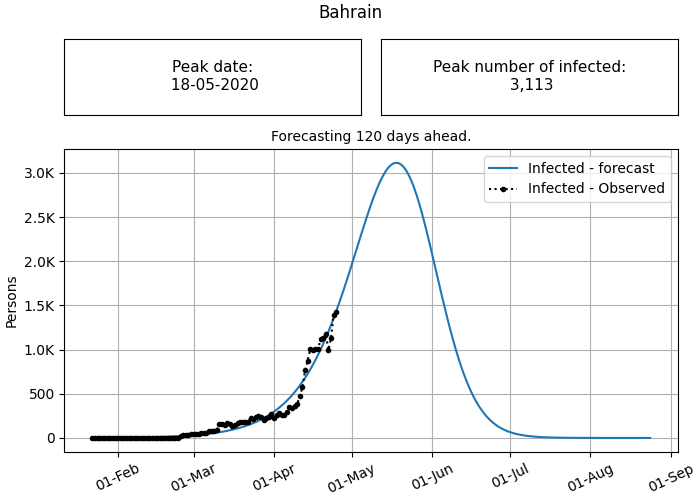 Bahrain
Peak date:
18-05-2020
Peak number of infected:
3,113
Forecasting 120 days ahead.
Infected - forecast
Infected - Observed
Persons
3.0K
2.5K
2.0K
1.5K
1.0K
500
0
01-Feb
01-Mar
01-Apr
01-May
01-Jun
01-Jul
01-Aug
01-Sep